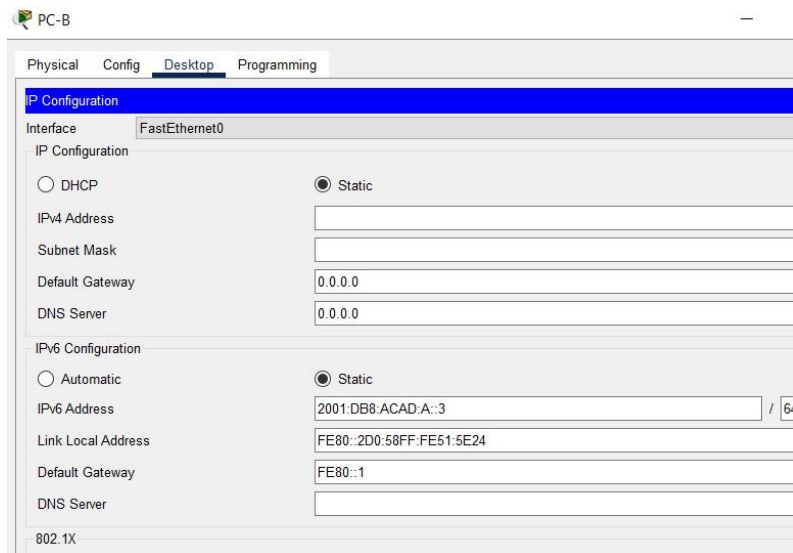 PC-B
Physical Config Desktop Programming
IP Configuration
Interface FastEthernet0
IP Configuration
DHCP Static
IPv4 Address
Subnet Mask
Default Gateway 0.0.0.0
DNS Server 0.0.0.0
IPv6 Configuration
Automatic Static
IPv6 Address 2001:DB8:ACAD:A::3 / 64
Link Local Address FE80::2D0:58FF:FE51:5E24
Default Gateway FE80::1
DNS Server
802.1X